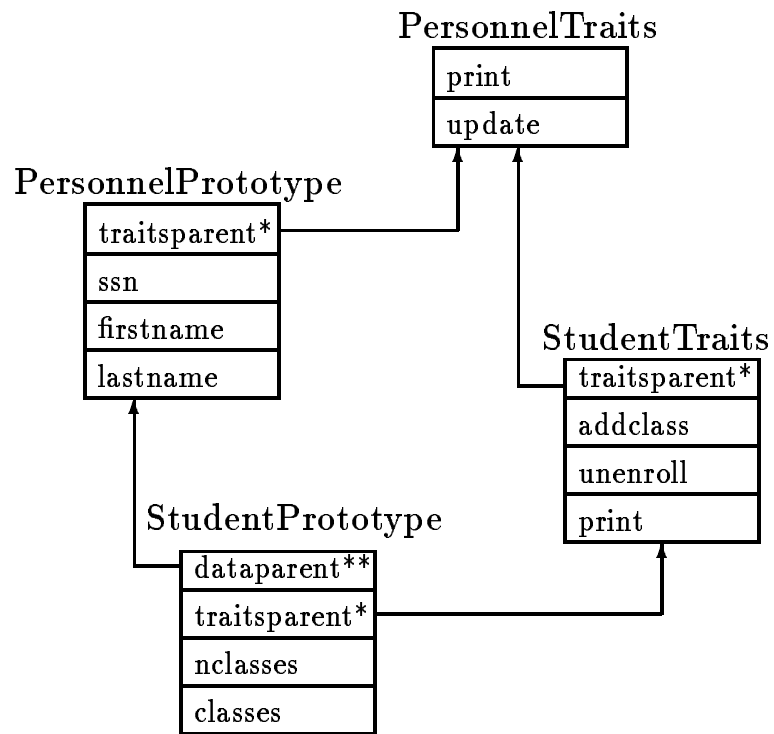 PersonnelTraits
print
update
PersonnelPrototype
traitsparent*
ssn
firstname
lastname
StudentTraits
traitsparent*
addclass
unenroll
print
StudentPrototype
dataparent**
traitsparent*
nclasses
classes